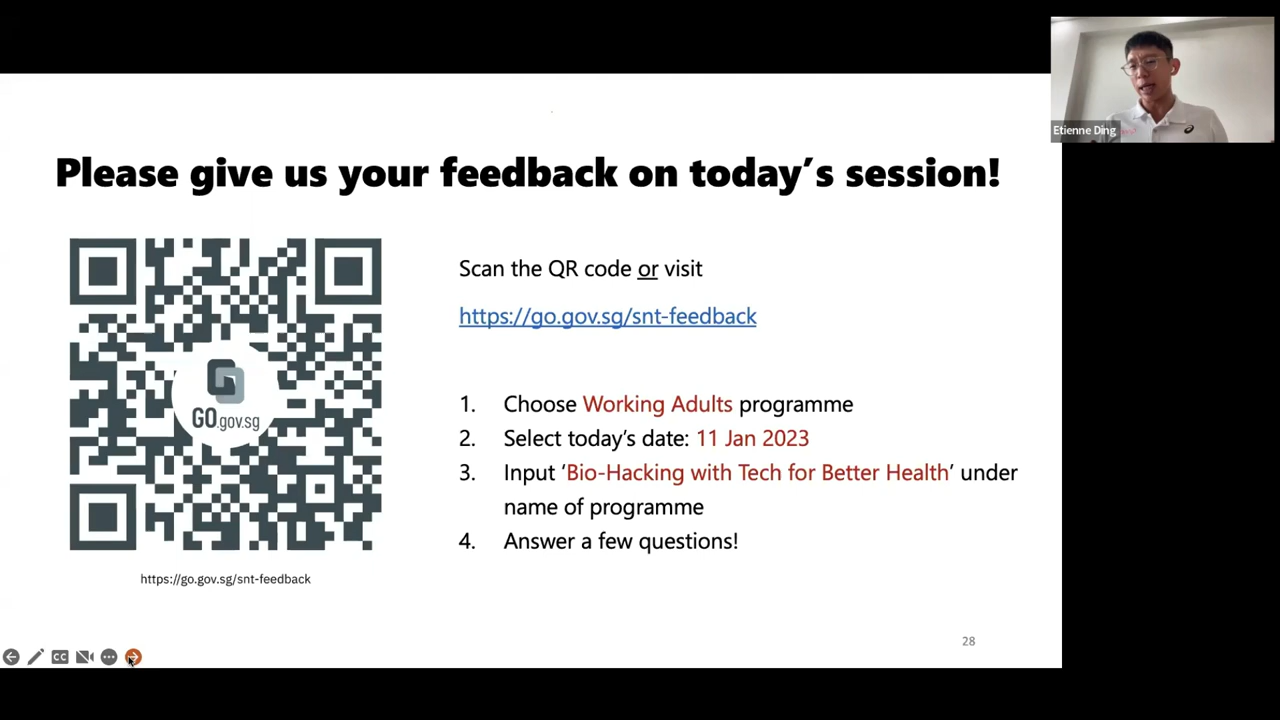 Please give us your feedback on today's session!
GO.gov.sg
https://go.gov.sg/snt-feedback
Scan the QR code or visit
https://go.gov.sg/snt-feedback
1. Choose Working Adults programme
2. Select today's date: 11 Jan 2023
3. Input ‘Bio-Hacking with Tech for Better Health’ under
name of programme
4. Answer a few questions!
28
CC
Etienne Ding